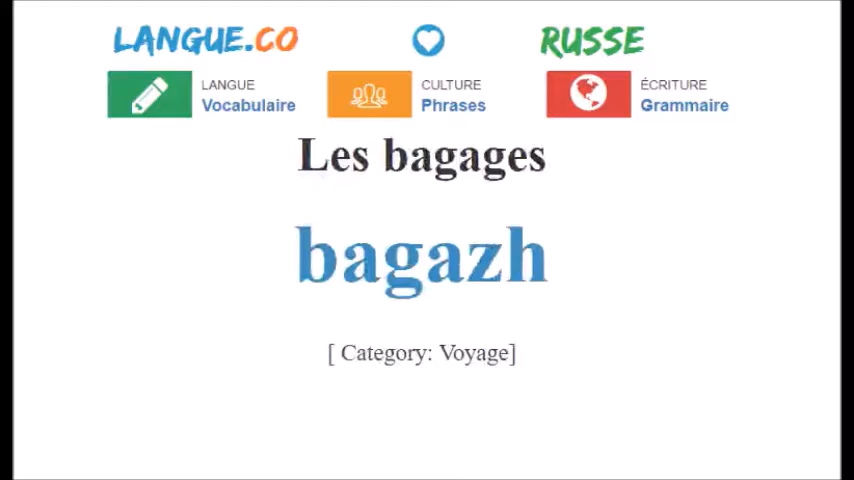 LANGUE.CO RUSSE
LANGUE CULTURE ÉCRITURE
Vocabulaire Phrases Grammaire
Les bagages
bagazh
[ Category: Voyage]